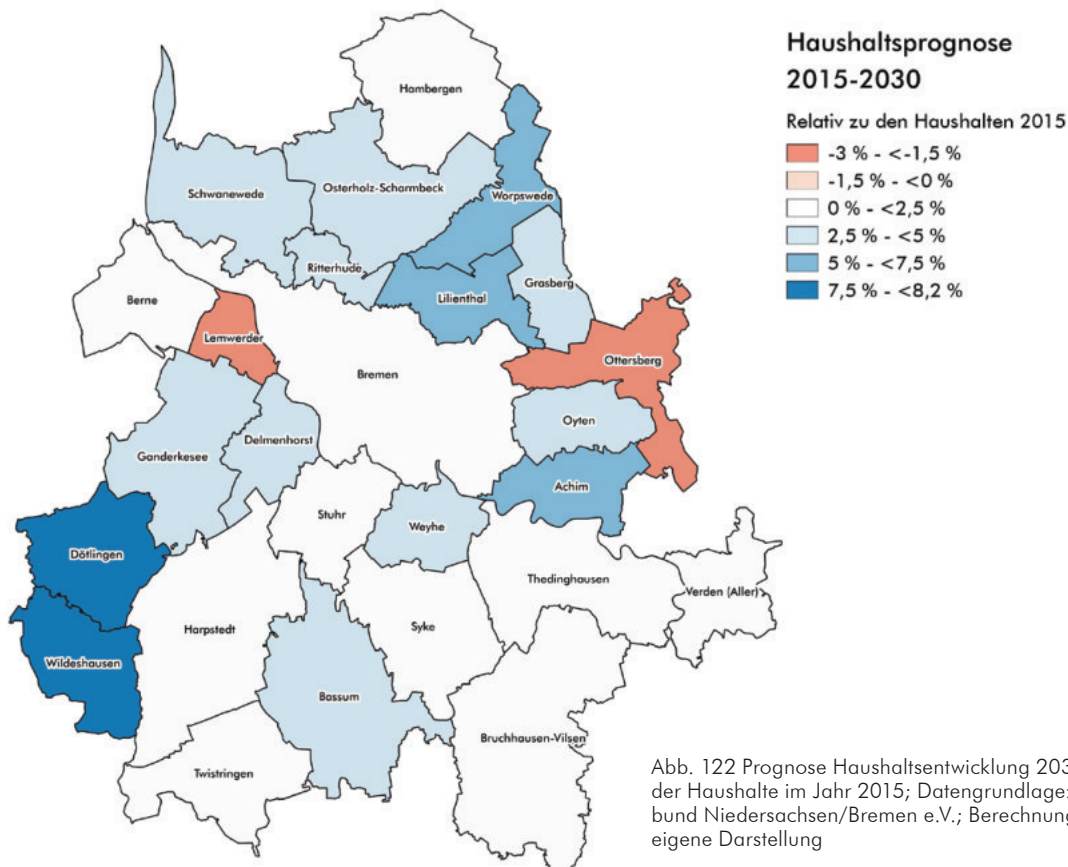 Haushaltsprognose
2015-2030
Relativ zu den Haushalten 2015
-3 % - <-1,5 %
-1,5 % - <0 %
0 % - <2,5 %
2,5 % - <5 %
5 % - <7,5 %
7,5 % - <8,2 %
Hambergen
Schwanewede
Osterholz-Scharmbeck
Worpswede
Ritterhude
Grasberg
Lilienthal
Berne
Lemwerder
Ottersberg
Bremen
Oyten
Delmenhorst
Ganderkesee
Achim
Stuhr
Weyhe
Dötlingen
Thedinghausen
Verden (Aller)
Harpstedt
Syke
Wildeshausen
Bassum
Bruchhausen-Vilsen
Twistringen
Abb. 122 Prognose Haushaltsentwicklung 203
der Haushalte im Jahr 2015; Datengrundlage:
bund Niedersachsen/Bremen e.V.; Berechnung
eigene Darstellung